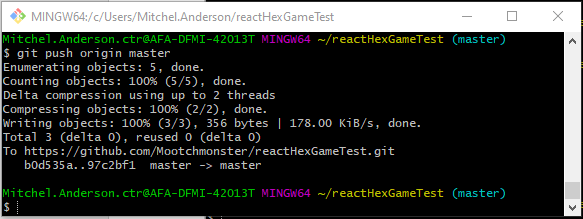 MINGW64:/c/Users/Mitchel.Anderson/reactHexGameTest
Mitchel.Anderson.ctr@AFA-DFMI-42013T MINGW64 ~/reactHexGameTest (master)
$ git push origin master
Enumerating objects: 5, done.
Counting objects: 100% (5/5), done.
Delta compression using up to 2 threads
Compressing objects: 100% (2/2), done.
Writing objects: 100% (3/3), 356 bytes | 178.00 KiB/s, done.
Total 3 (delta 0), reused 0 (delta 0)
To https://github.com/Mootchmonster/reactHexGameTest.git
   b0d535a..97c2bf1  master -> master
Mitchel.Anderson.ctr@AFA-DFMI-42013T MINGW64 ~/reactHexGameTest (master)
$